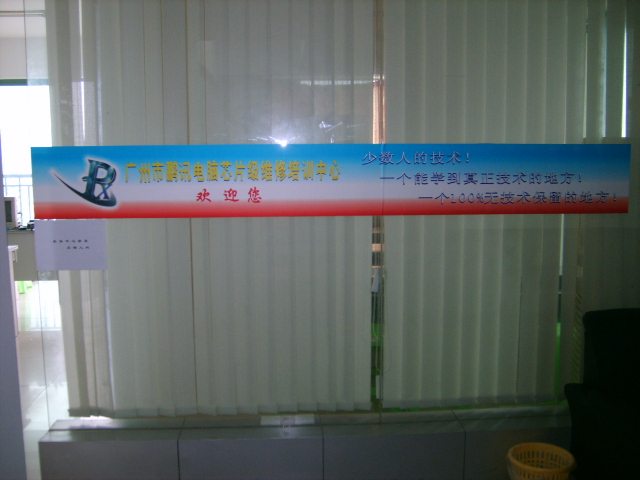 PX
广州市鹏讯电脑芯片级维修培训中心
欢迎您
少数人的技术!
一个能学到真正技术的地方!
一个100%无技术保留的地方!